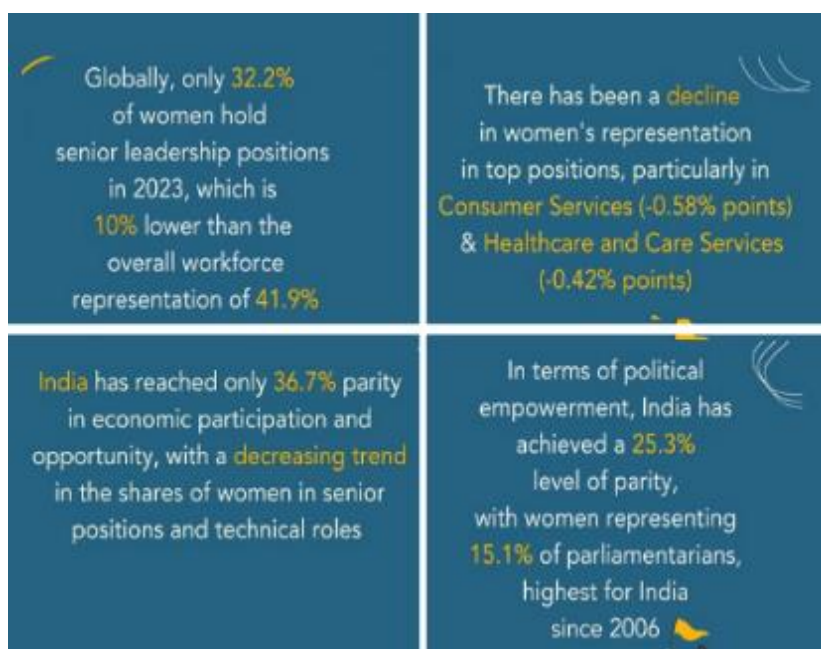 Globally, only 32.2%
of women hold
senior leadership positions
in 2023, which is
10% lower than the
overall workforce
representation of 41.9%
There has been a decline
in women's representation
in top positions, particularly in
Consumer Services (-0.58% points)
& Healthcare and Care Services
(-0.42% points)
India has reached only 36.7% parity
in economic participation and
opportunity, with a decreasing trend
in the shares of women in senior
positions and technical roles
In terms of political
empowerment, India has
achieved a 25.3%
level of parity,
with women representing
15.1% of parliamentarians,
highest for India
since 2006